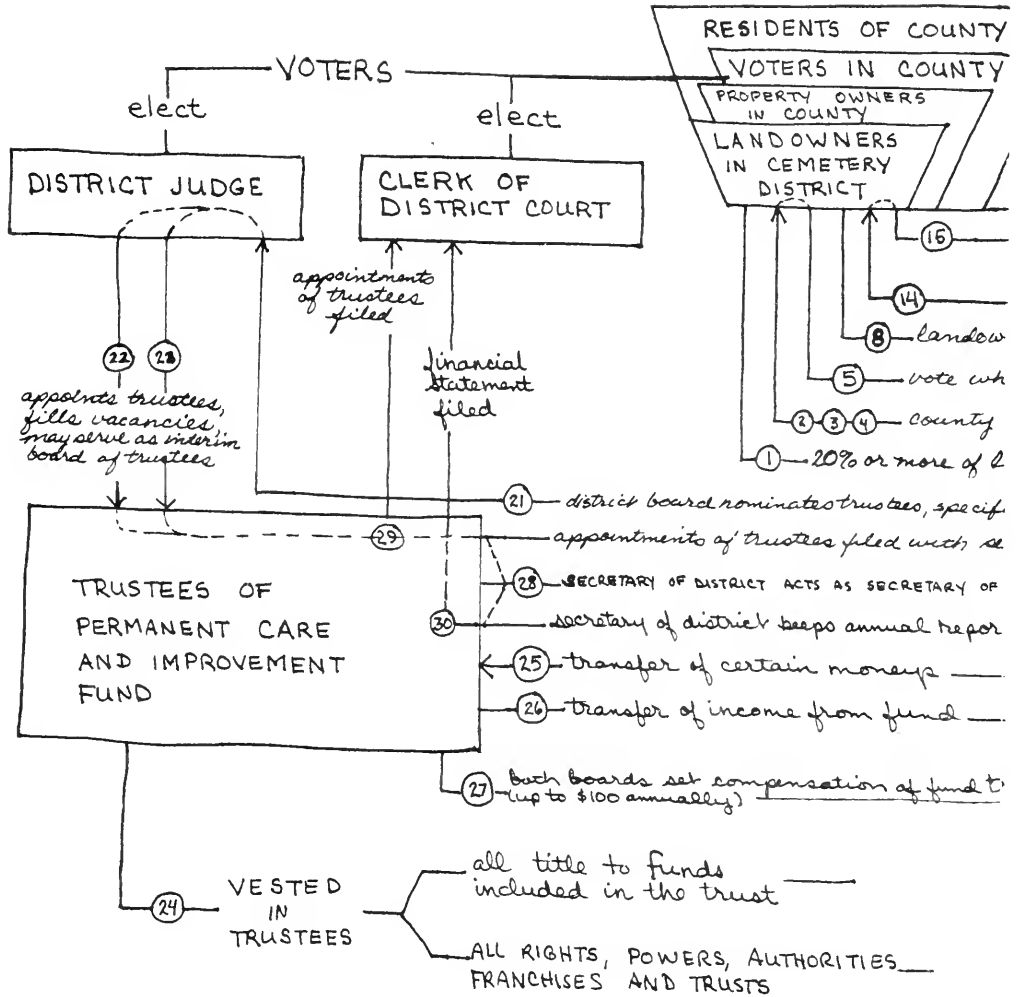 RESIDENTS OF COUNTY
VOTERS
VOTERS IN COUNTY
PROPERTY OWNERS
IN COUNTY
elect
elect
LANDOWNERS
IN CEMETERY
DISTRICT
DISTRICT JUDGE
CLERK OF
DISTRICT COURT
15
appointments
of trustees
filed
14
8 landow
22
financial
statement
filed
5 vote wh
appoints trustees,
fills vacancies,
may serve as interim
board of trustees
2 3 4 county
1 20% or more of
21 district board nominates trustees, specif
29 appointments of trustees filed with se
TRUSTEES OF
PERMANENT CARE
AND IMPROVEMENT
FUND
28 SECRETARY OF DISTRICT ACTS AS SECRETARY OF
30 secretary of district keeps annual repor
25 transfer of certain moneys
26 transfer of income from fund
27 both boards set compensation of fund t
(up to $100 annually)
24 VESTED
IN
TRUSTEES
all title to funds
included in the trust
ALL RIGHTS, POWERS, AUTHORITIES
FRANCHISES AND TRUSTS